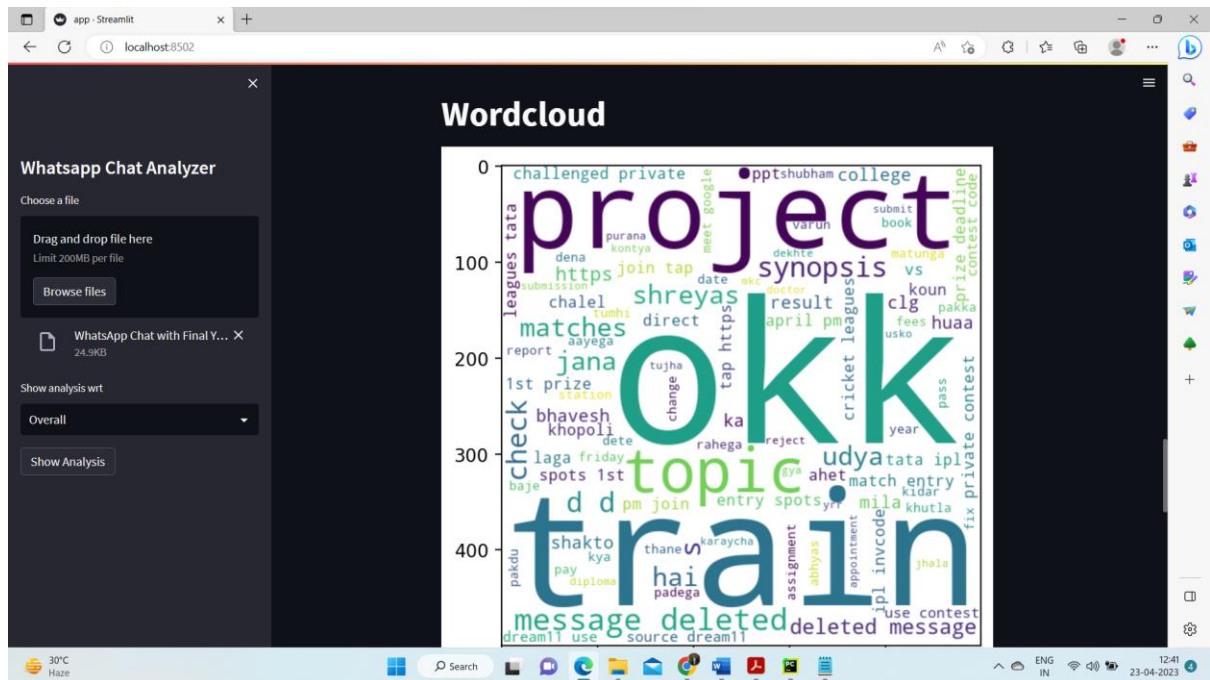 app - Streamlit
localhost:8502
Whatsapp Chat Analyzer
Choose a file
Drag and drop file here
Limit 200MB per file
Browse files
WhatsApp Chat with Final Y...
24.9KB
Show analysis wrt
Overall
Show Analysis
Wordcloud
0
100
200
300
400
challenged private
ppt
shubham
college
project
leagues tata
meet google
purana
kontya
submit
book
varun
prize deadline
contest code
dena
https
join tap
date
mkc
dekhte
doctor
synopsis
matunga
vs
submission
chalel
tumhi
shreyas
result
koun
clg
pakka
matches
direct
april pm
fees
huaa
usko
report
aayega
jana
tujha
tap https
cricket leagues
okk
1st prize
station
change
pass
check
bhavesh
khopoli
ka
year
dete
rahega
reject
fix private contest
laga
friday
topic
gya
udya
tata ipl
spots 1st
baje
ahet
match entry
kidar
d d
pm join
entry spots
yrr
mila
khutla
train
pakdu
shakto
kya
thane
s
karaycha
assignment
abhyas
appointment
ipl invcode
jhala
pay
diploma
hai
padega
use contest
message deleted
deleted message
dream11 use
source dream11
30°C
Haze
Search
ENG
IN
12:41
23-04-2023
4